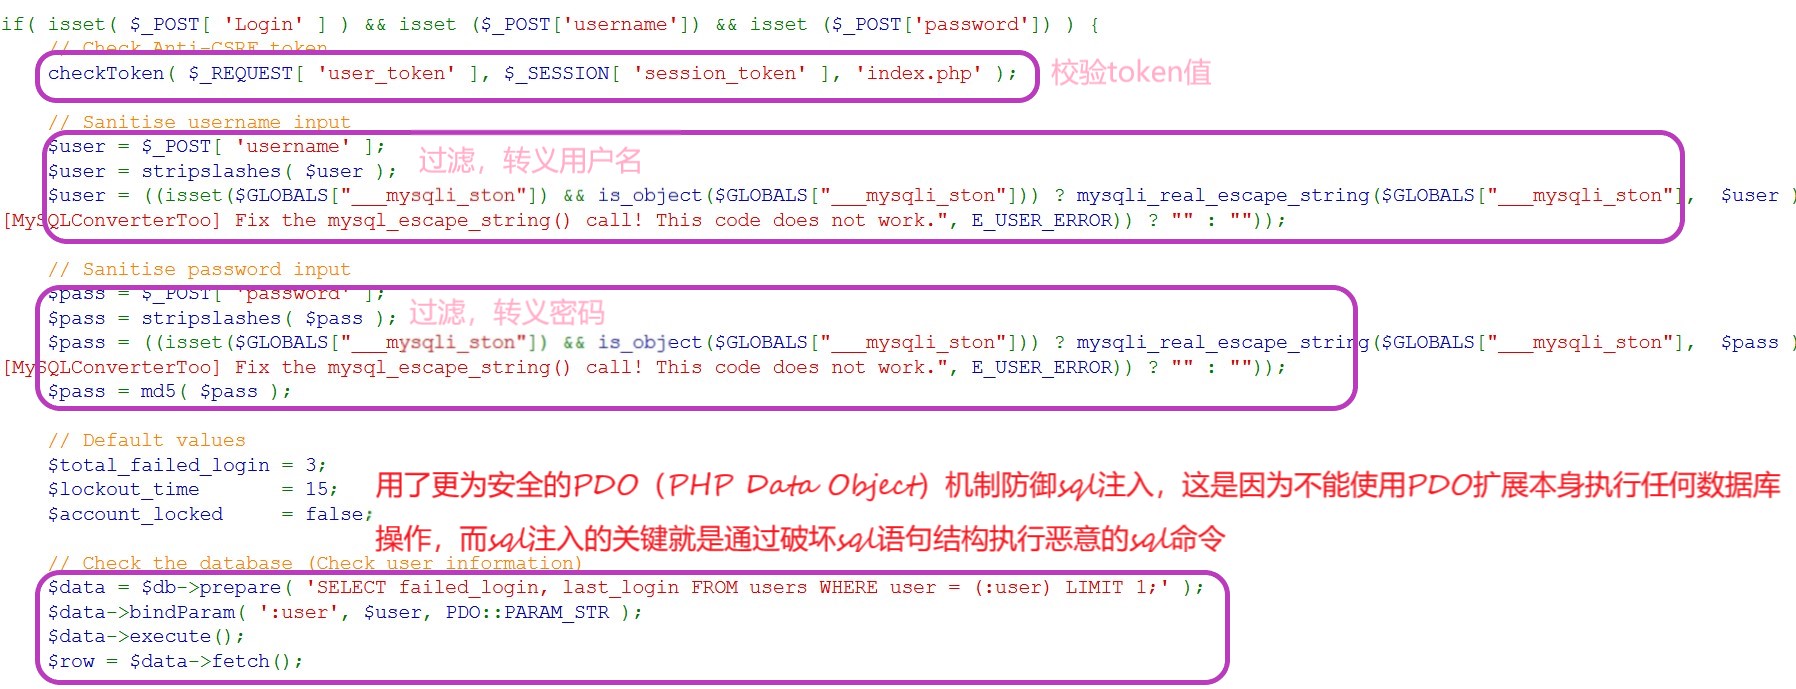 if( isset( $_POST[ 'Login' ] ) && isset ($_POST['username']) && isset ($_POST['password']) ) {
// Check Anti-CSRF token
checkToken( $_REQUEST[ 'user_token' ], $_SESSION[ 'session_token' ], 'index.php' ); 校验token值
// Sanitise username input
$user = $_POST[ 'username' ];
$user = stripslashes( $user ); 过滤，转义用户名
$user = ((isset($GLOBALS["___mysqli_ston"]) && is_object($GLOBALS["___mysqli_ston"])) ? mysqli_real_escape_string($GLOBALS["___mysqli_ston"], $user )
[MySQLConverterToo] Fix the mysql_escape_string() call! This code does not work.", E_USER_ERROR)) ? "" : ""));
// Sanitise password input
$pass = $_POST[ 'password' ];
$pass = stripslashes( $pass ); 过滤，转义密码
$pass = ((isset($GLOBALS["___mysqli_ston"]) && is_object($GLOBALS["___mysqli_ston"])) ? mysqli_real_escape_string($GLOBALS["___mysqli_ston"], $pass )
[MySQLConverterToo] Fix the mysql_escape_string() call! This code does not work.", E_USER_ERROR)) ? "" : ""));
$pass = md5( $pass );
// Default values
$total_failed_login = 3;
$lockout_time = 15;
$account_locked = false;
用了更为安全的PDO（PHP Data Object）机制防御sql注入，这是因为不能使用PDO扩展本身执行任何数据库
操作，而sql注入的关键就是通过破坏sql语句结构执行恶意的sql命令
// Check the database (Check user information)
$data = $db->prepare( 'SELECT failed_login, last_login FROM users WHERE user = (:user) LIMIT 1;' );
$data->bindParam( ':user', $user, PDO::PARAM_STR );
$data->execute();
$row = $data->fetch();